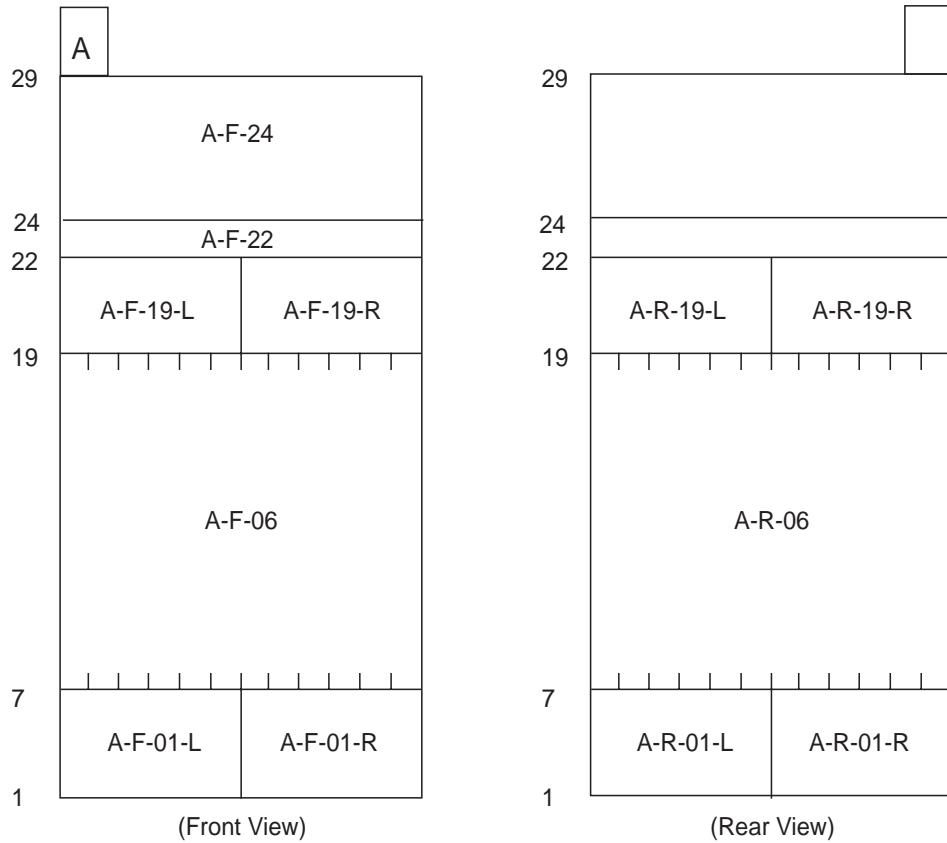 A
29
A-F-24
24
A-F-22
22
A-F-19-L A-F-19-R
19
A-F-06
7
A-F-01-L A-F-01-R
1
(Front View)
29
24
22
A-R-19-L A-R-19-R
19
A-R-06
7
A-R-01-L A-R-01-R
1
(Rear View)